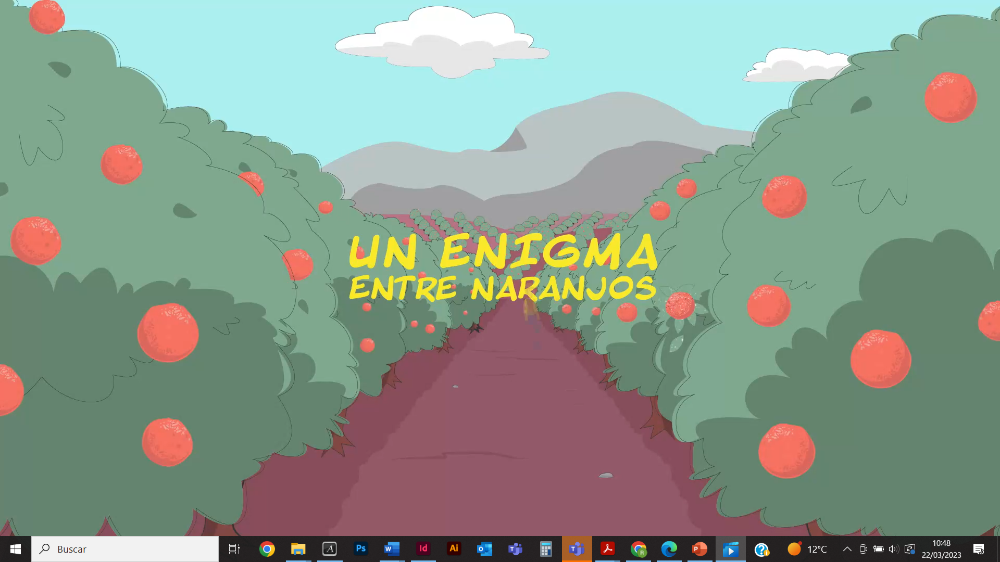 UN ENIGMA
ENTRE NARANJOS
Buscar
A
Ps
W
Id
Ai
O
T
T
R
P
?
12°C
10:48
22/03/2023